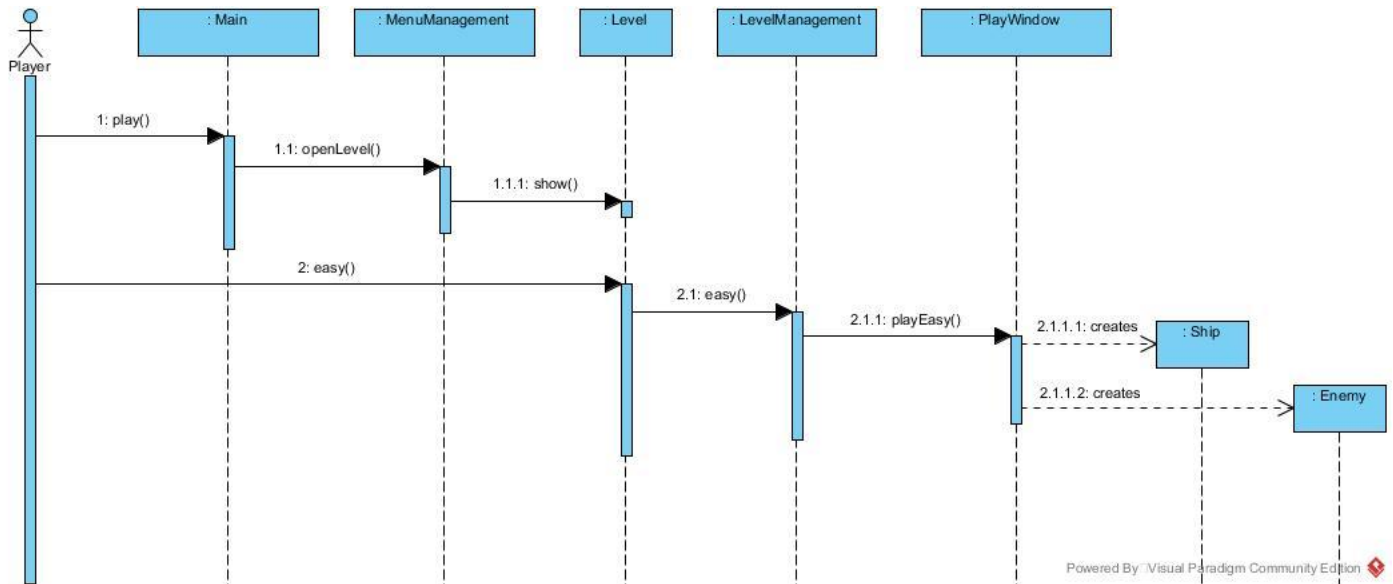 : Main
: MenuManagement
: Level
: LevelManagement
: PlayWindow
Player
1: play()
1.1: openLevel()
1.1.1: show()
2: easy()
2.1: easy()
2.1.1: playEasy()
2.1.1.1: creates
: Ship
2.1.1.2: creates
: Enemy
Powered By Visual Paradigm Community Edition